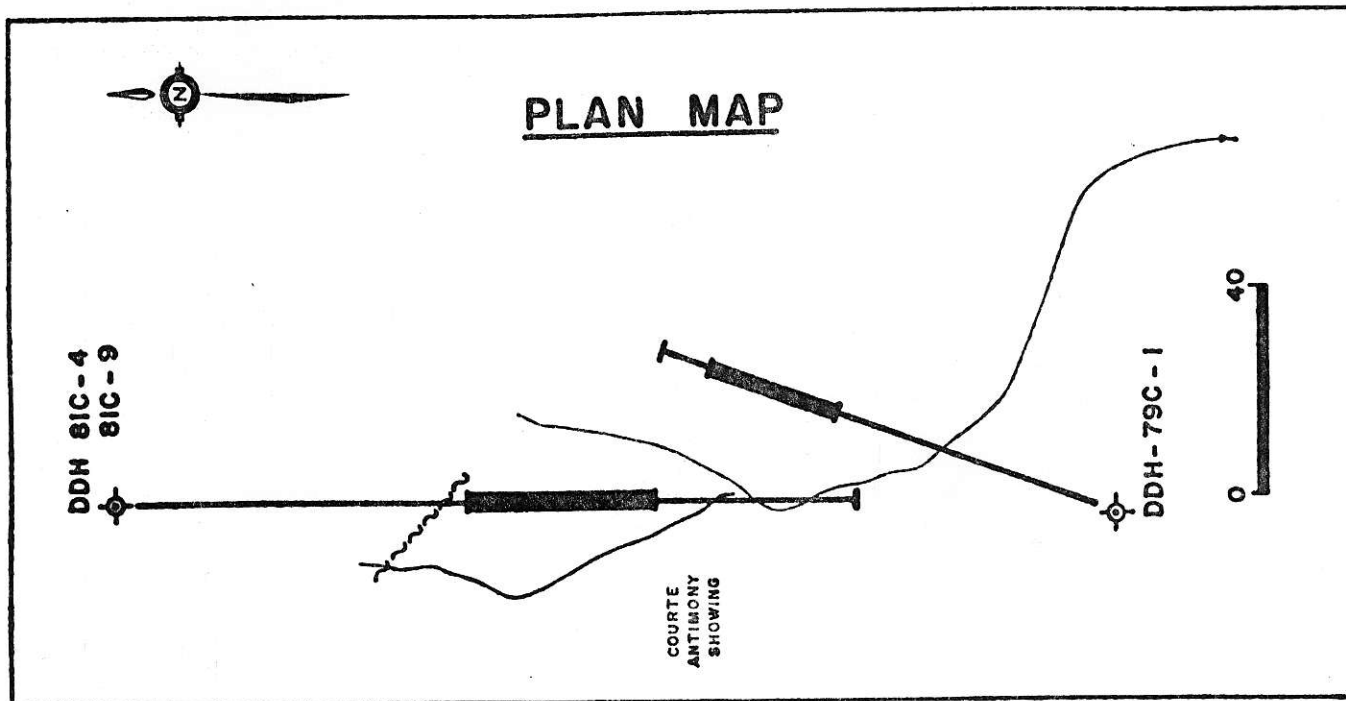 N
PLAN MAP
DDH 81C-4
81C-9
40
0
DDH-79C-1
COURTE
ANTIMONY
SHOWING